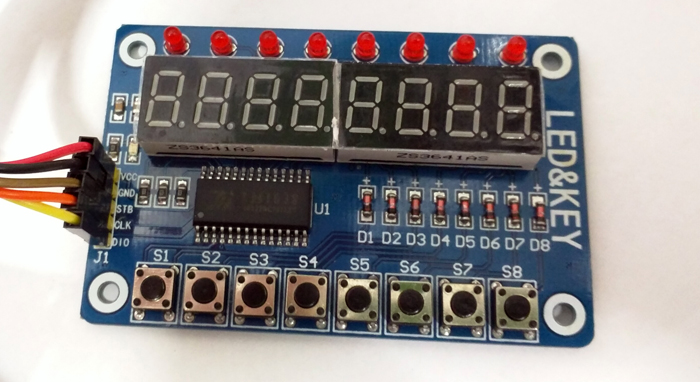 ZS3641AS
ZS3641AS
LED&KEY
VCC
GND
STB
CLK
DIO
J1
U1
D1 D2 D3 D4 D5 D6 D7 D8
S1 S2 S3 S4 S5 S6 S7 S8